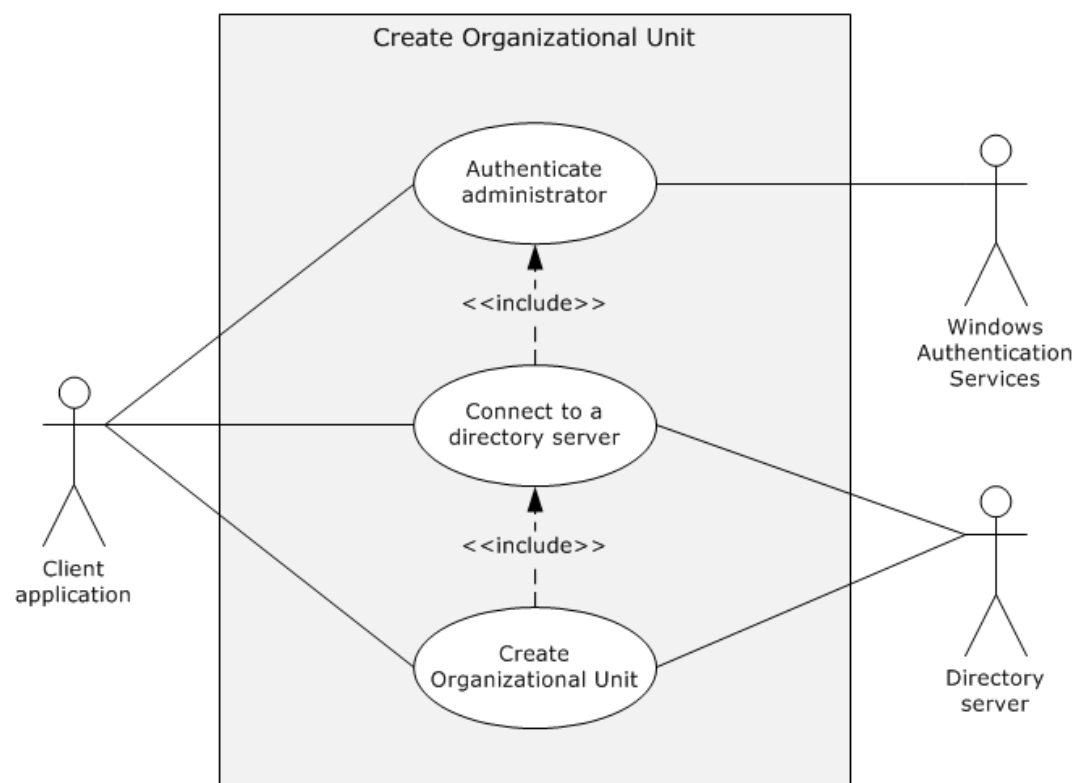 Create Organizational Unit
Authenticate
administrator
<<include>>
Windows
Authentication
Services
Connect to a
directory server
<<include>>
Client
application
Create
Organizational Unit
Directory
server